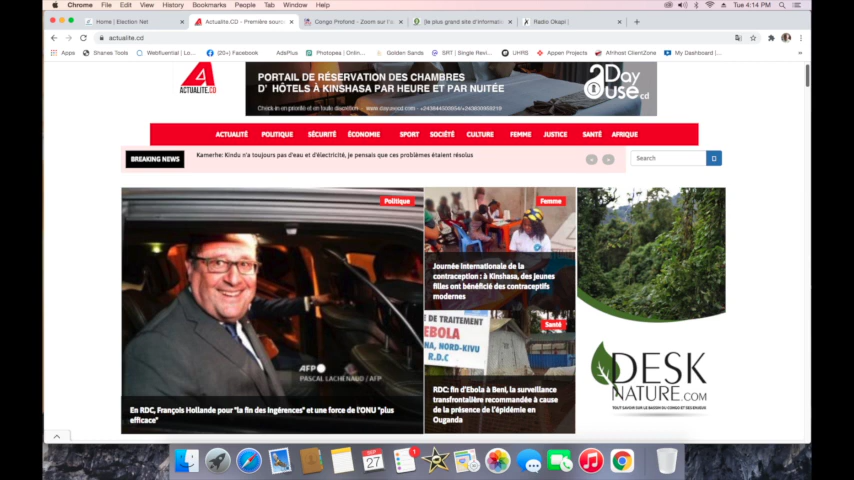 Chrome File Edit View History Bookmarks People Tab Window Help Tue 4:14 PM
Home | Election Net
Actualite.CD - Première sour
Congo Profond - Zoom sur l'a
[le plus grand site d'informat
Radio Okapi |
actualite.cd
Apps Shanes Tools Webfluential | Lo... (20+) Facebook AdsPlus Photopea | Onlin... Golden Sands SRT | Single Revi... UHRS Appen Projects Afrihost ClientZone My Dashboard |...
ACTUALITE.CD
PORTAIL DE RÉSERVATION DES CHAMBRES
D' HÔTELS À KINSHASA PAR HEURE ET PAR NUITÉE
Day
Ouse.cd
ACTUALITÉ POLITIQUE SÉCURITÉ ÉCONOMIE SPORT SOCIÉTÉ CULTURE FEMME JUSTICE SANTÉ AFRIQUE
BREAKING NEWS
Kamerhe: Kindu n'a toujours pas d'eau et d'électricité, je pensais que ces problèmes étaient résolus
Search
Politique
AFP
PASCAL LACHENAUD / AFP
En RDC, François Hollande pour "la fin des ingérences" et une force de l'ONU "plus
efficace"
Femme
Journée internationale de la
contraception : à Kinshasa, des jeunes
filles ont bénéficié des contraceptifs
modernes
Santé
E DE TRAITEMENT
EBOLA
NA, NORD-KIVU
R.D.C
RDC: fin d'Ebola à Beni, la surveillance
transfrontalière recommandée à cause
de la présence de l'épidémie en
Ouganda
DESK
NATURE.COM
SEP
27
1